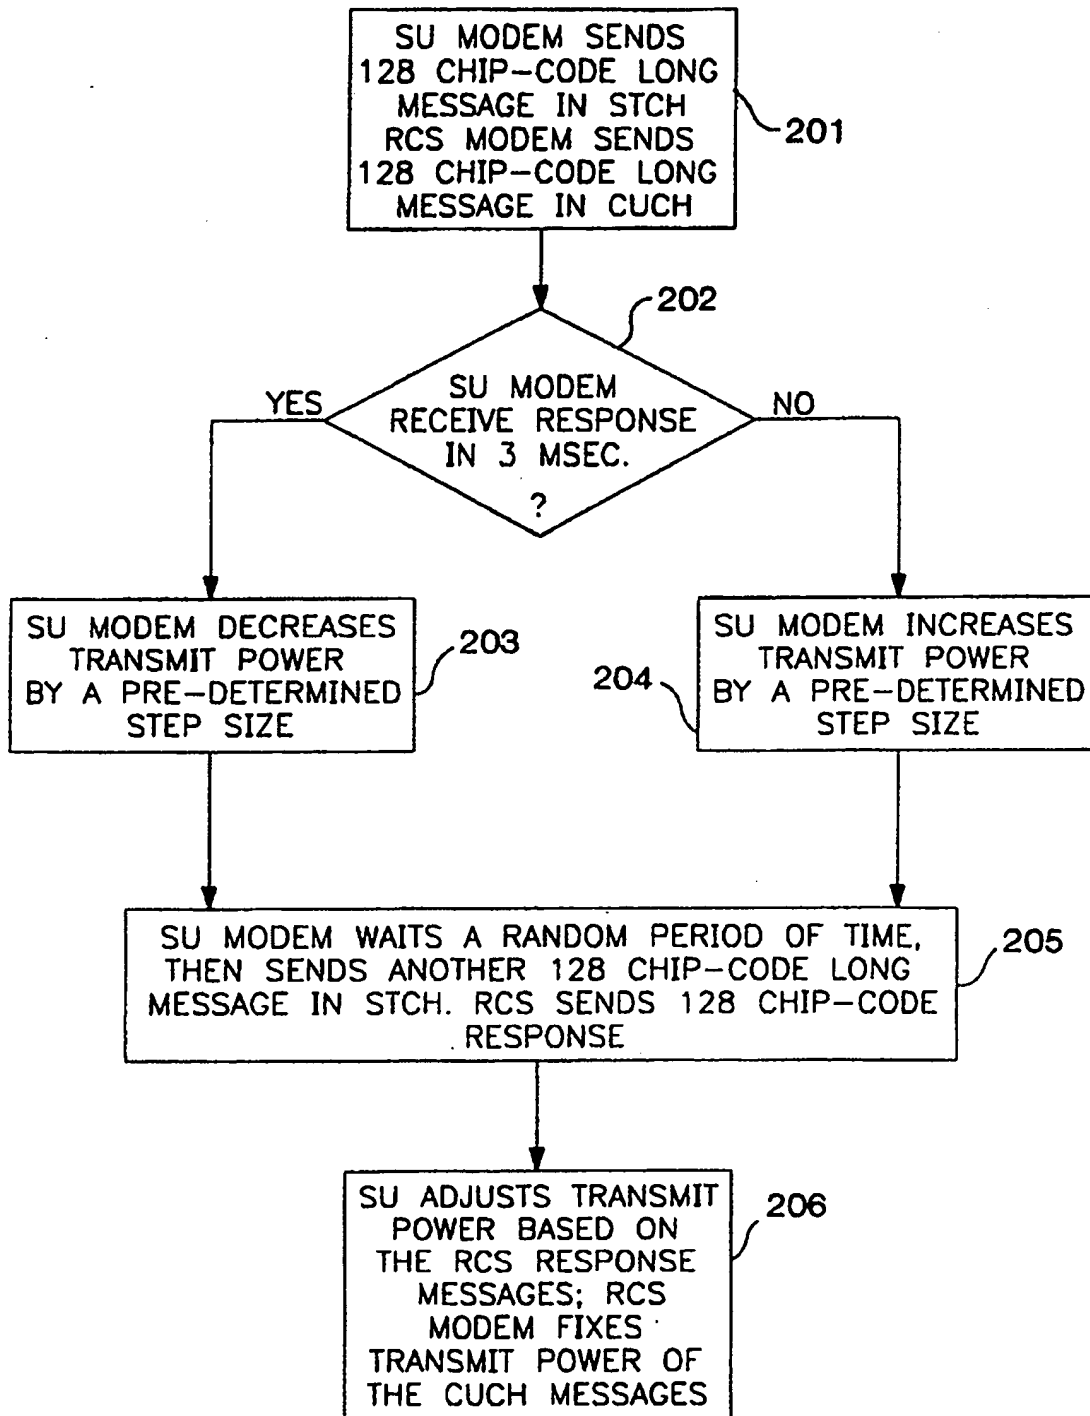 SU MODEM SENDS
128 CHIP-CODE LONG
MESSAGE IN STCH
RCS MODEM SENDS
128 CHIP-CODE LONG
MESSAGE IN CUCH
201
202
YES
SU MODEM
RECEIVE RESPONSE
IN 3 MSEC.
?
NO
SU MODEM DECREASES
TRANSMIT POWER
BY A PRE-DETERMINED
STEP SIZE
203
SU MODEM INCREASES
TRANSMIT POWER
BY A PRE-DETERMINED
STEP SIZE
204
SU MODEM WAITS A RANDOM PERIOD OF TIME,
THEN SENDS ANOTHER 128 CHIP-CODE LONG
MESSAGE IN STCH. RCS SENDS 128 CHIP-CODE
RESPONSE
205
SU ADJUSTS TRANSMIT
POWER BASED ON
THE RCS RESPONSE
MESSAGES; RCS
MODEM FIXES
TRANSMIT POWER OF
THE CUCH MESSAGES
206